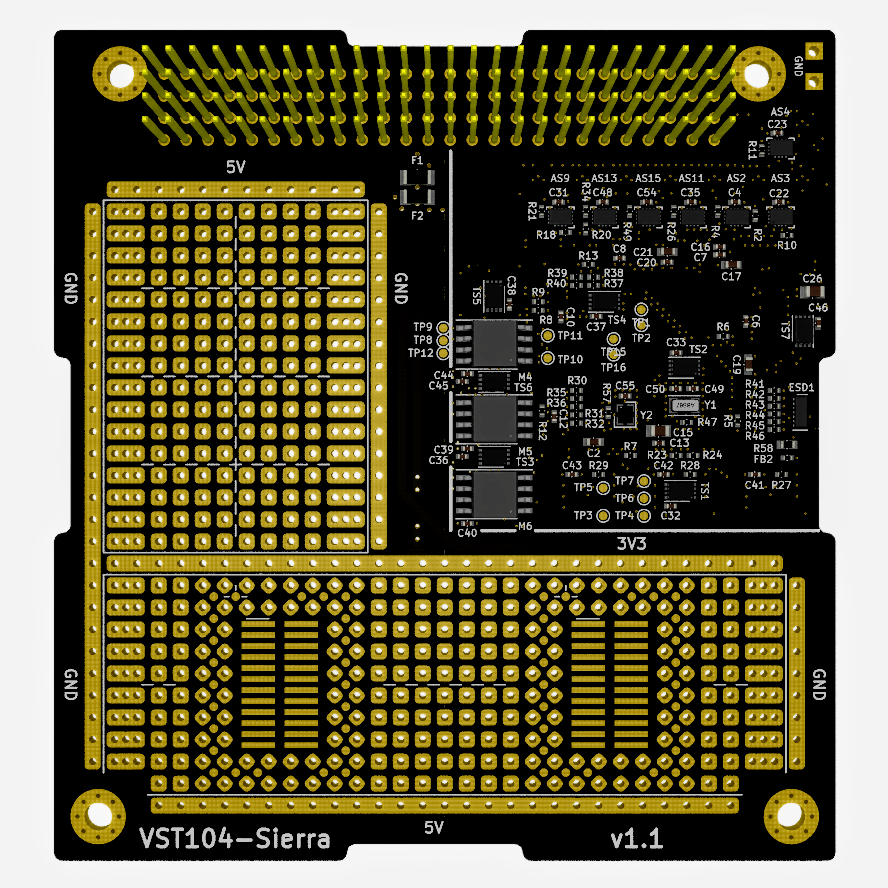 GND
AS4
C23
R11
F1
5V
AS9 AS13 AS15 AS11 AS2 AS3
C31 R34 C48 C54 C35 C4 C22
R21 R49 R26 R4 R2
F2
R18 R20 R10
C8 C21 C16
C20 C7
R13 C17
GND GND
R39 R38
R40 R37
C26
TS5 C38 R9
C46
R8 C10 C37 TS4
TP2
C6
TS7
TP9
TP8
TP12
TP11
R6
C33 TS2
TP10 TP16
C19
C44
C45
M4
TS6
R30 C55 C50 C49
R41
R42
R43
R44
R45
R46
ESD1
R35
R36
R57
Y1
R31
R32
Y2
R47
R5
R12 C12
C15
C13
C39
C36
M5
TS3
C2 R7 R23 R24
R58
FB2
C43 R29 C42 R28
C41 R27
TP5 TP7
TP6
TS1
TP3 TP4 C32
C40
M6
3V3
GND GND
5V
VST104-Sierra v1.1